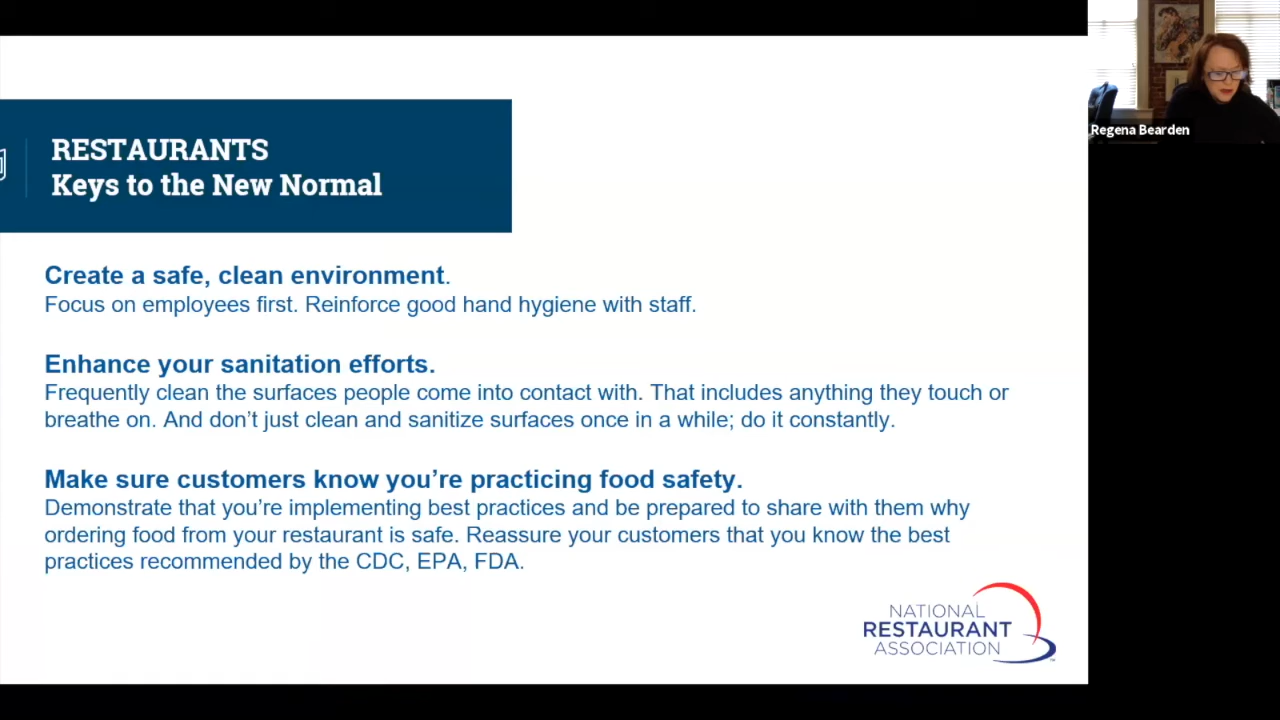 RESTAURANTS
Keys to the New Normal
Create a safe, clean environment.
Focus on employees first. Reinforce good hand hygiene with staff.
Enhance your sanitation efforts.
Frequently clean the surfaces people come into contact with. That includes anything they touch or
breathe on. And don’t just clean and sanitize surfaces once in a while; do it constantly.
Make sure customers know you’re practicing food safety.
Demonstrate that you’re implementing best practices and be prepared to share with them why
ordering food from your restaurant is safe. Reassure your customers that you know the best
practices recommended by the CDC, EPA, FDA.
NATIONAL
RESTAURANT
ASSOCIATION
™
Regena Bearden